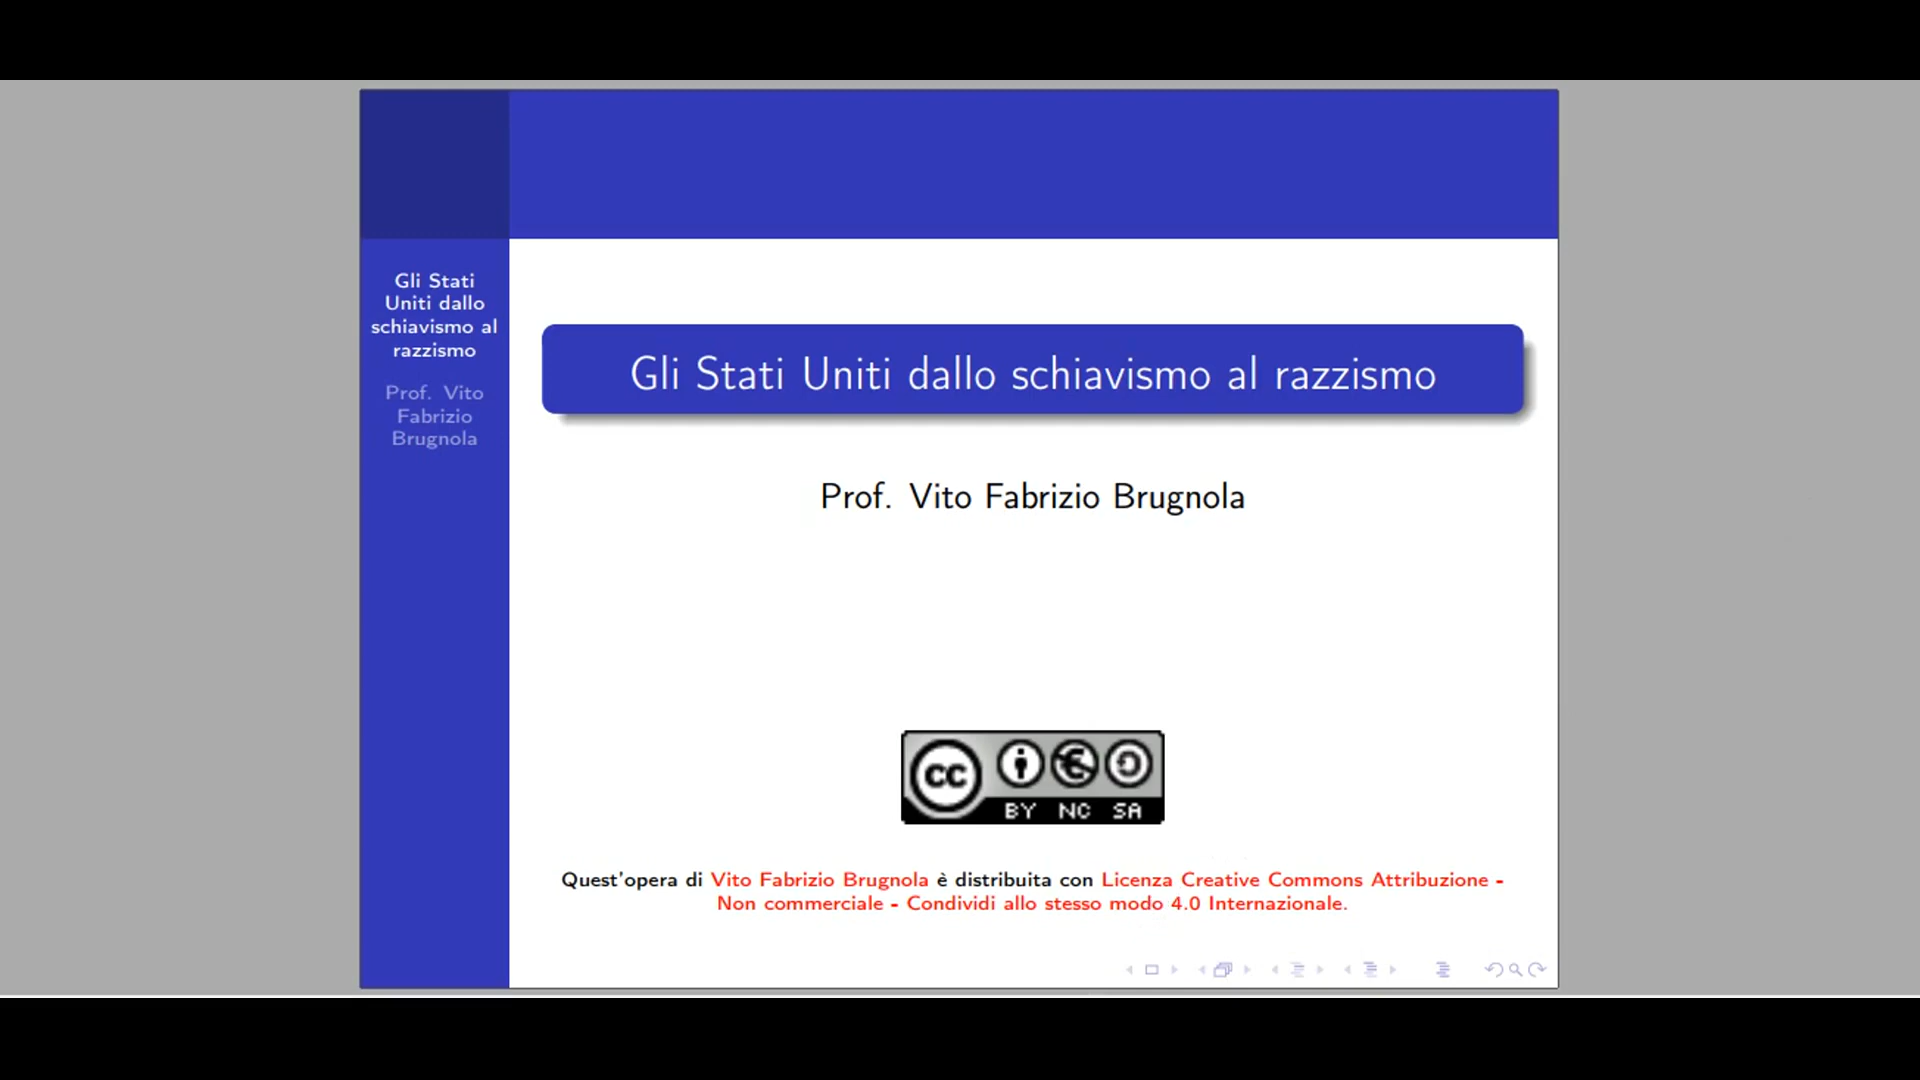 Gli Stati
Uniti dallo
schiavismo al
razzismo
Prof. Vito
Fabrizio
Brugnola
Gli Stati Uniti dallo schiavismo al razzismo
Prof. Vito Fabrizio Brugnola
cc
BY NC SA
Quest'opera di Vito Fabrizio Brugnola è distribuita con Licenza Creative Commons Attribuzione -
Non commerciale - Condividi allo stesso modo 4.0 Internazionale.